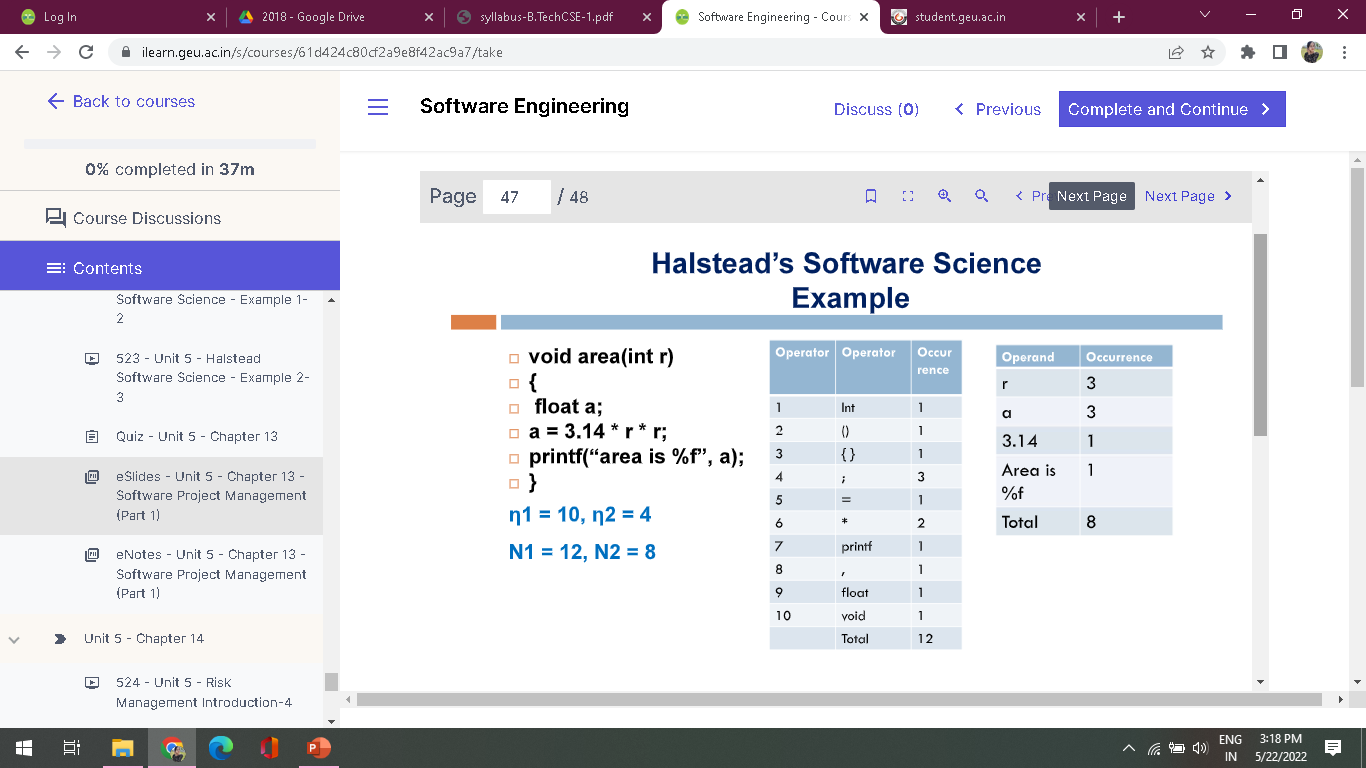 Log In
2018 - Google Drive
syllabus-B.TechCSE-1.pdf
Software Engineering - Cour
student.geu.ac.in
ilearn.geu.ac.in/s/courses/61d424c80cf2a9e8f42ac9a7/take
Back to courses
0% completed in 37m
Course Discussions
Contents
Software Science - Example 1-
2
523 - Unit 5 - Halstead
Software Science - Example 2-
3
Quiz - Unit 5 - Chapter 13
eSlides - Unit 5 - Chapter 13 -
Software Project Management
(Part 1)
eNotes - Unit 5 - Chapter 13 -
Software Project Management
(Part 1)
Unit 5 - Chapter 14
524 - Unit 5 - Risk
Management Introduction-4
Software Engineering
Discuss (0)
Previous
Complete and Continue
Page 47 / 48
Pre
Next Page
Next Page
Halstead's Software Science
Example
void area(int r)
{
float a;
a = 3.14 * r * r;
printf(“area is %f”, a);
}
η1 = 10, η2 = 4
N1 = 12, N2 = 8
Operator Operator Occur
rence
1 Int 1
2 () 1
3 { } 1
4 ; 3
5 = 1
6 * 2
7 printf 1
8 , 1
9 float 1
10 void 1
Total 12
Operand Occurrence
r 3
a 3
3.14 1
Area is 1
%f
Total 8
ENG
IN
3:18 PM
5/22/2022